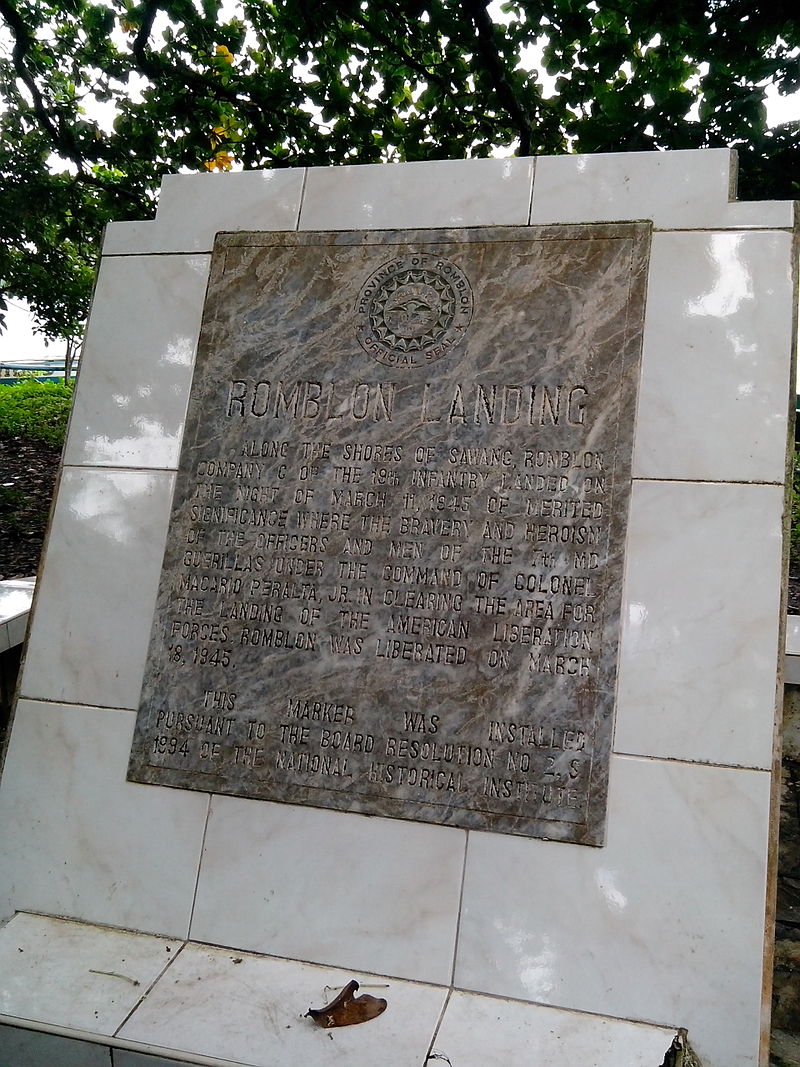 PROVINCE OF ROMBLON
OFFICIAL SEAL
ROMBLON LANDING
ALONG THE SHORES OF SAWANG, ROMBLON
COMPANY C OF THE 19th INFANTRY LANDED ON
THE NIGHT OF MARCH 11, 1945 OF MERITED
SIGNIFICANCE WHERE THE BRAVERY AND HEROISM
OF THE OFFICERS AND MEN OF THE 7th MD
GUERILLAS UNDER THE COMMAND OF COLONEL
MACARIO PERALTA, JR. IN CLEARING THE AREA FOR
THE LANDING OF THE AMERICAN LIBERATION
FORCES. ROMBLON WAS LIBERATED ON MARCH
18, 1945.
THIS MARKER WAS INSTALLED
PURSUANT TO THE BOARD RESOLUTION NO. 2, S
1994 OF THE NATIONAL HISTORICAL INSTITUTE.